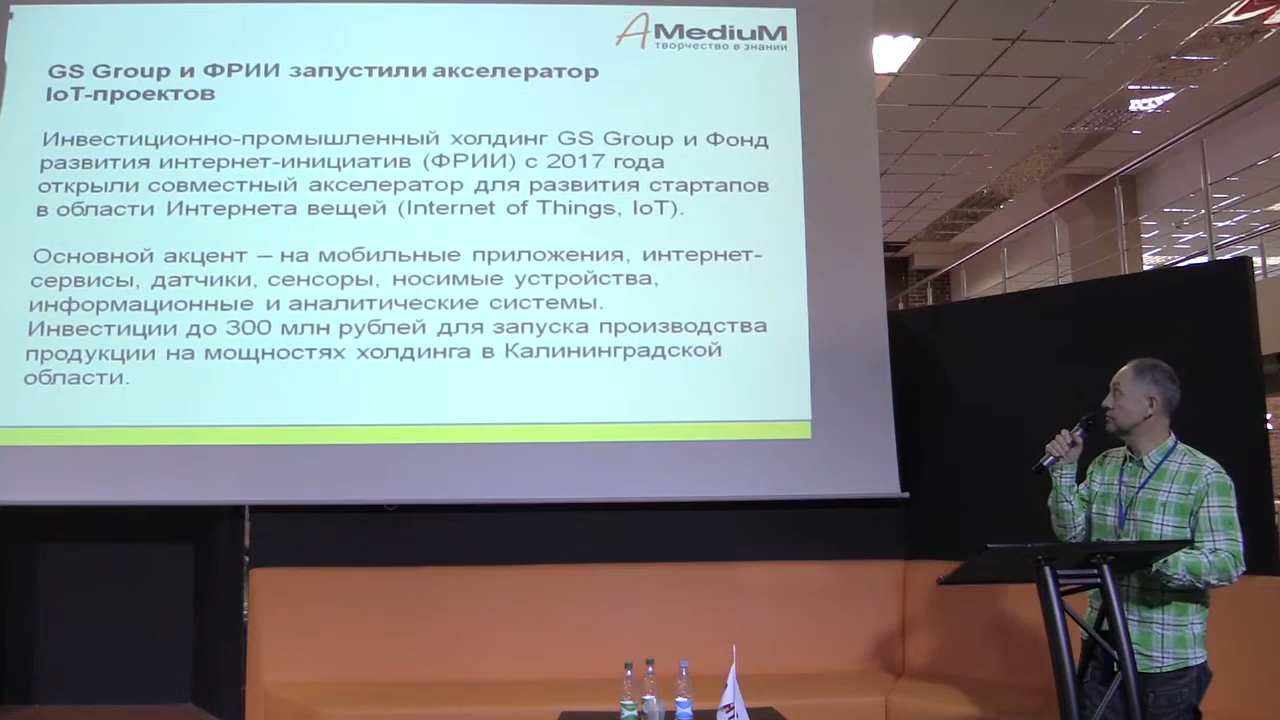 AMediuM
творчество в знании
GS Group и ФРИИ запустили акселератор
IoT-проектов
Инвестиционно-промышленный холдинг GS Group и Фонд
развития интернет-инициатив (ФРИИ) с 2017 года
открыли совместный акселератор для развития стартапов
в области Интернета вещей (Internet of Things, IoT).
Основной акцент – на мобильные приложения, интернет-
сервисы, датчики, сенсоры, носимые устройства,
информационные и аналитические системы.
Инвестиции до 300 млн рублей для запуска производства
продукции на мощностях холдинга в Калининградской
области.